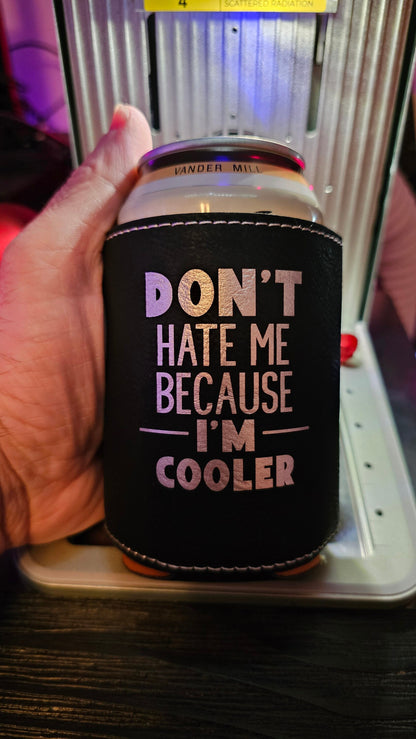 4
SCATTERED RADIATION
VANDER MILL
DON'T
HATE ME
BECAUSE
I'M
COOLER